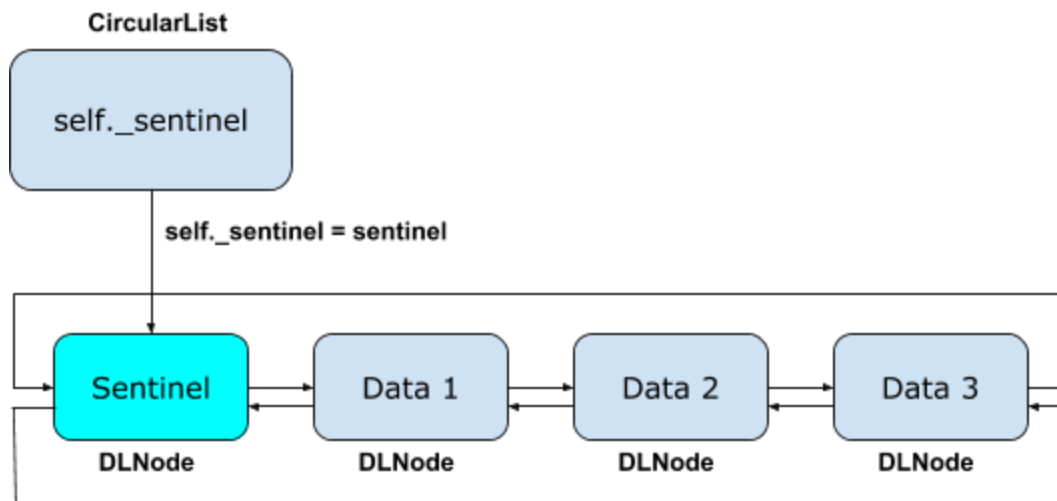 CircularList
self._sentinel
self._sentinel = sentinel
Sentinel
Data 1
Data 2
Data 3
DLNode
DLNode
DLNode
DLNode